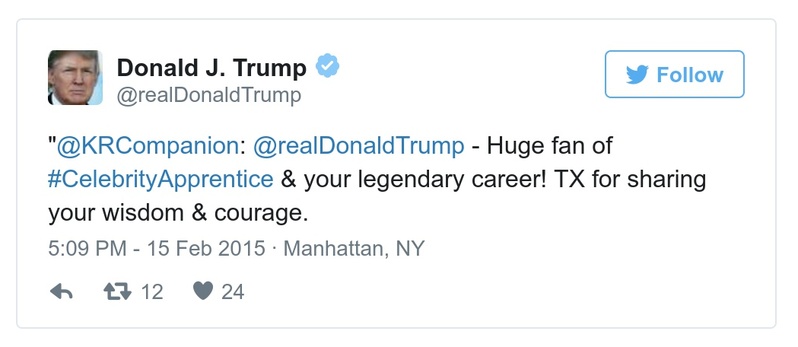 Donald J. Trump
@realDonaldTrump
Follow
"@KRCompanion: @realDonaldTrump - Huge fan of
#CelebrityApprentice & your legendary career! TX for sharing
your wisdom & courage.
5:09 PM - 15 Feb 2015 · Manhattan, NY
12 24